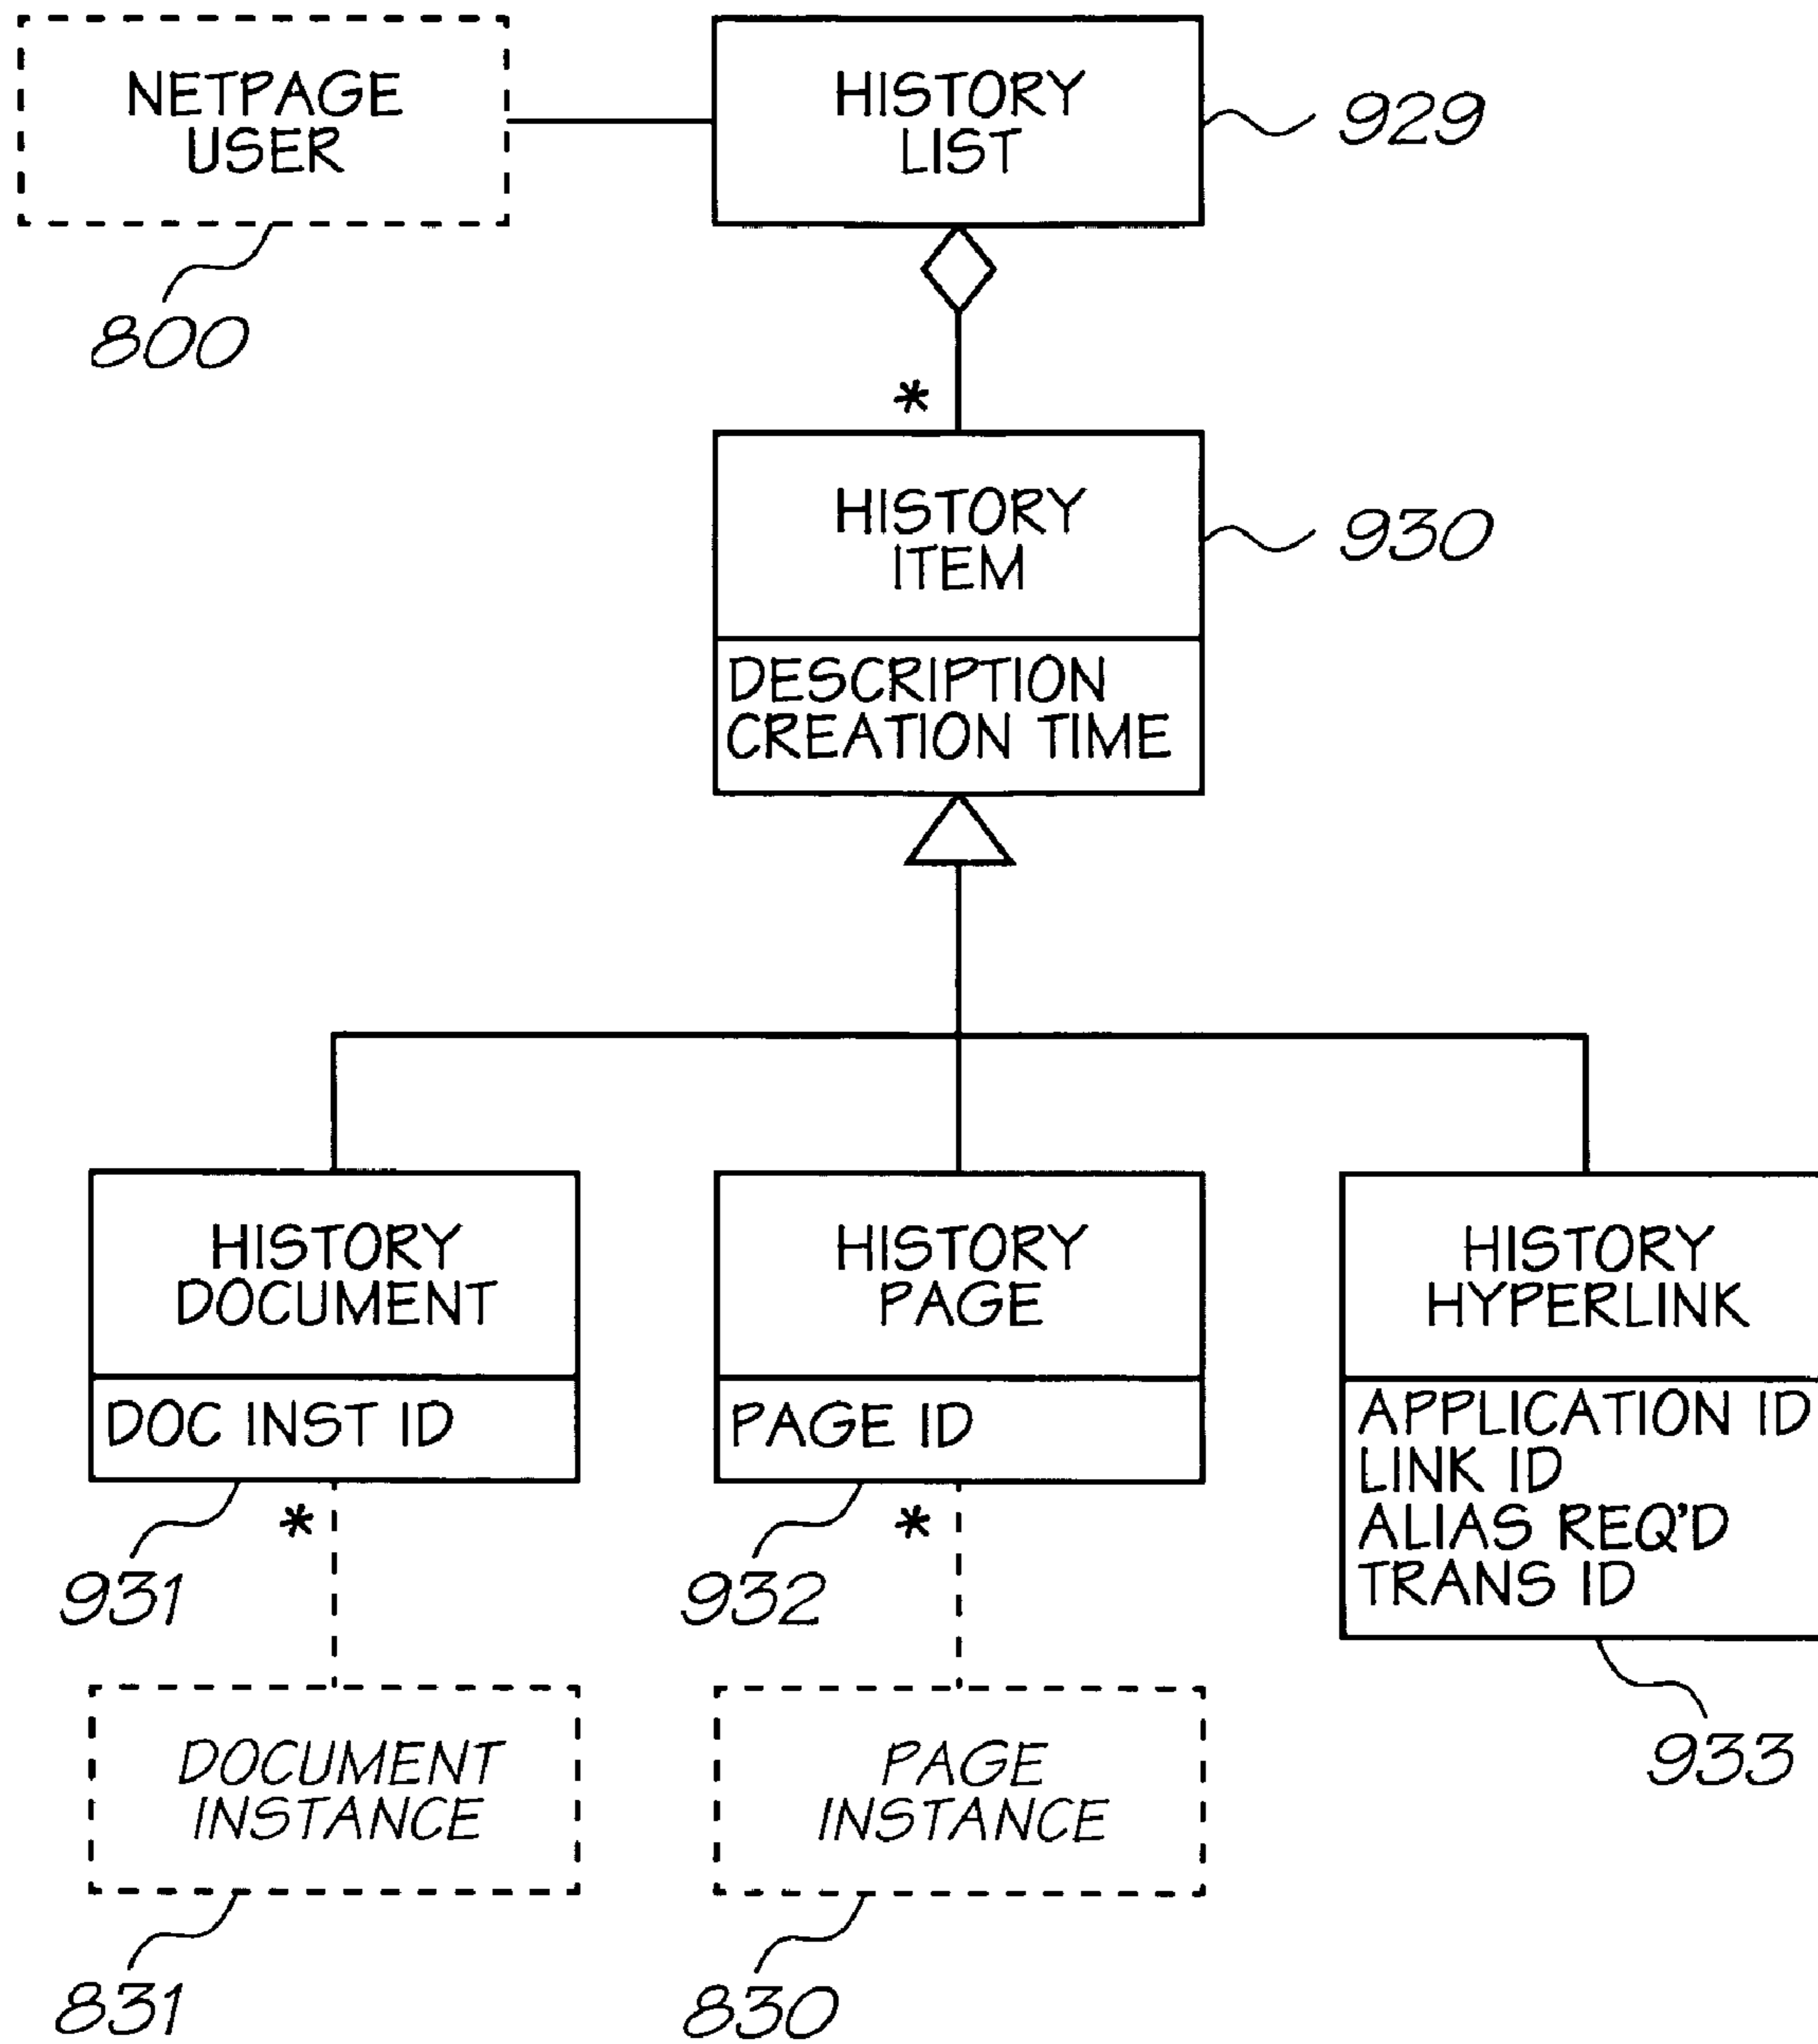 NETPAGE
USER
800
HISTORY
LIST
929
*
HISTORY
ITEM
930
DESCRIPTION
CREATION TIME
HISTORY
DOCUMENT
DOC INST ID
931
*
HISTORY
PAGE
PAGE ID
932
*
HISTORY
HYPERLINK
APPLICATION ID
LINK ID
ALIAS REQ'D
TRANS ID
933
DOCUMENT
INSTANCE
831
PAGE
INSTANCE
830